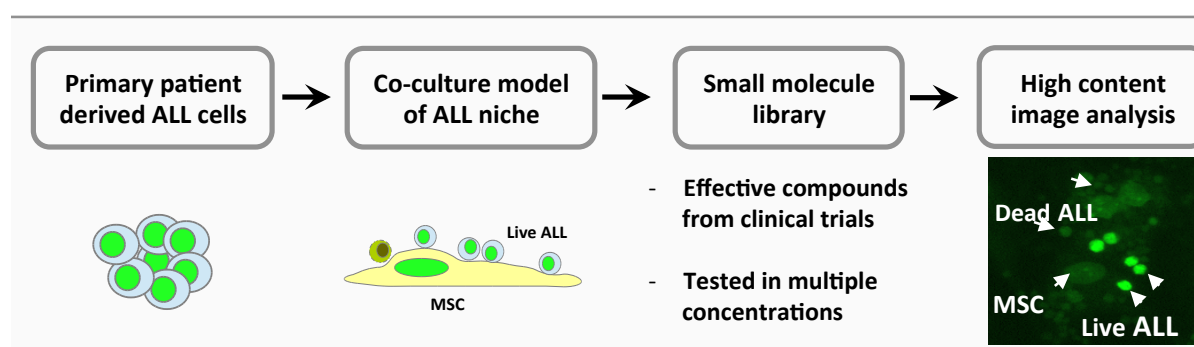 Primary patient
derived ALL cells
Co-culture model
of ALL niche
Small molecule
library
High content
image analysis
Live ALL
MSC
- Effective compounds
from clinical trials
- Tested in multiple
concentrations
Dead ALL
MSC
Live ALL